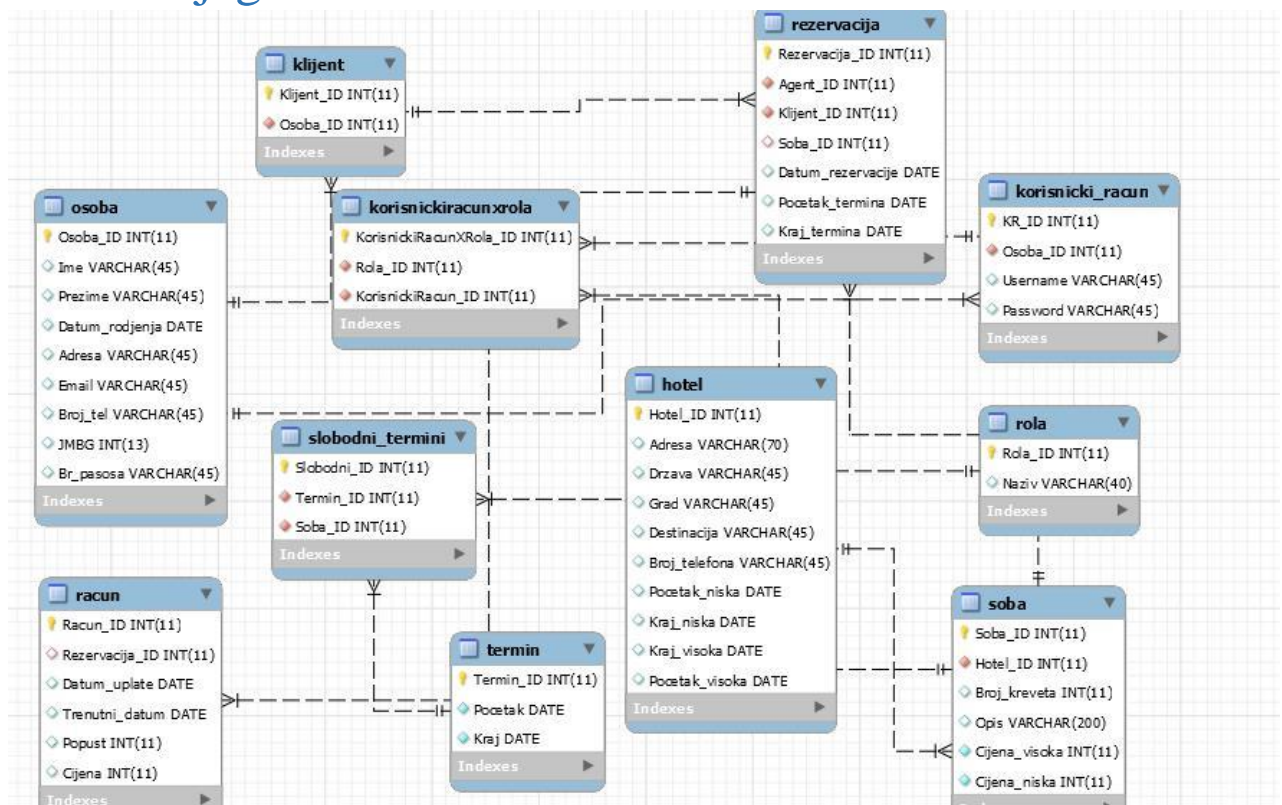 rezervacija
Rezervacija_ID INT(11)
Agent_ID INT(11)
Klijent_ID INT(11)
Soba_ID INT(11)
Datum_rezervacije DATE
Pocetak_termina DATE
Kraj_termina DATE
Indexes
klijent
Klijent_ID INT(11)
Osoba_ID INT(11)
Indexes
osoba
Osoba_ID INT(11)
Ime VARCHAR(45)
Prezime VARCHAR(45)
Datum_rodjenja DATE
Adresa VARCHAR(45)
Email VARCHAR(45)
Broj_tel VARCHAR(45)
JMBG INT(13)
Br_pasosa VARCHAR(45)
Indexes
korisnickiracunxrola
KorisnickiRacunXRola_ID INT(11)
Rola_ID INT(11)
KorisnickiRacun_ID INT(11)
Indexes
korisnicki_racun
KR_ID INT(11)
Osoba_ID INT(11)
Username VARCHAR(45)
Password VARCHAR(45)
Indexes
hotel
Hotel_ID INT(11)
Adresa VARCHAR(70)
Drzava VARCHAR(45)
Grad VARCHAR(45)
Destinacija VARCHAR(45)
Broj_telefona VARCHAR(45)
Pocetak_niska DATE
Kraj_niska DATE
Kraj_visoka DATE
Pocetak_visoka DATE
Indexes
rola
Rola_ID INT(11)
Naziv VARCHAR(40)
Indexes
slobodni_termini
Slobodni_ID INT(11)
Termin_ID INT(11)
Soba_ID INT(11)
Indexes
racun
Racun_ID INT(11)
Rezervacija_ID INT(11)
Datum_uplate DATE
Trenutni_datum DATE
Popust INT(11)
Cijena INT(11)
Indexes
termin
Termin_ID INT(11)
Pocetak DATE
Kraj DATE
Indexes
soba
Soba_ID INT(11)
Hotel_ID INT(11)
Broj_kreveta INT(11)
Opis VARCHAR(200)
Cijena_visoka INT(11)
Cijena_niska INT(11)